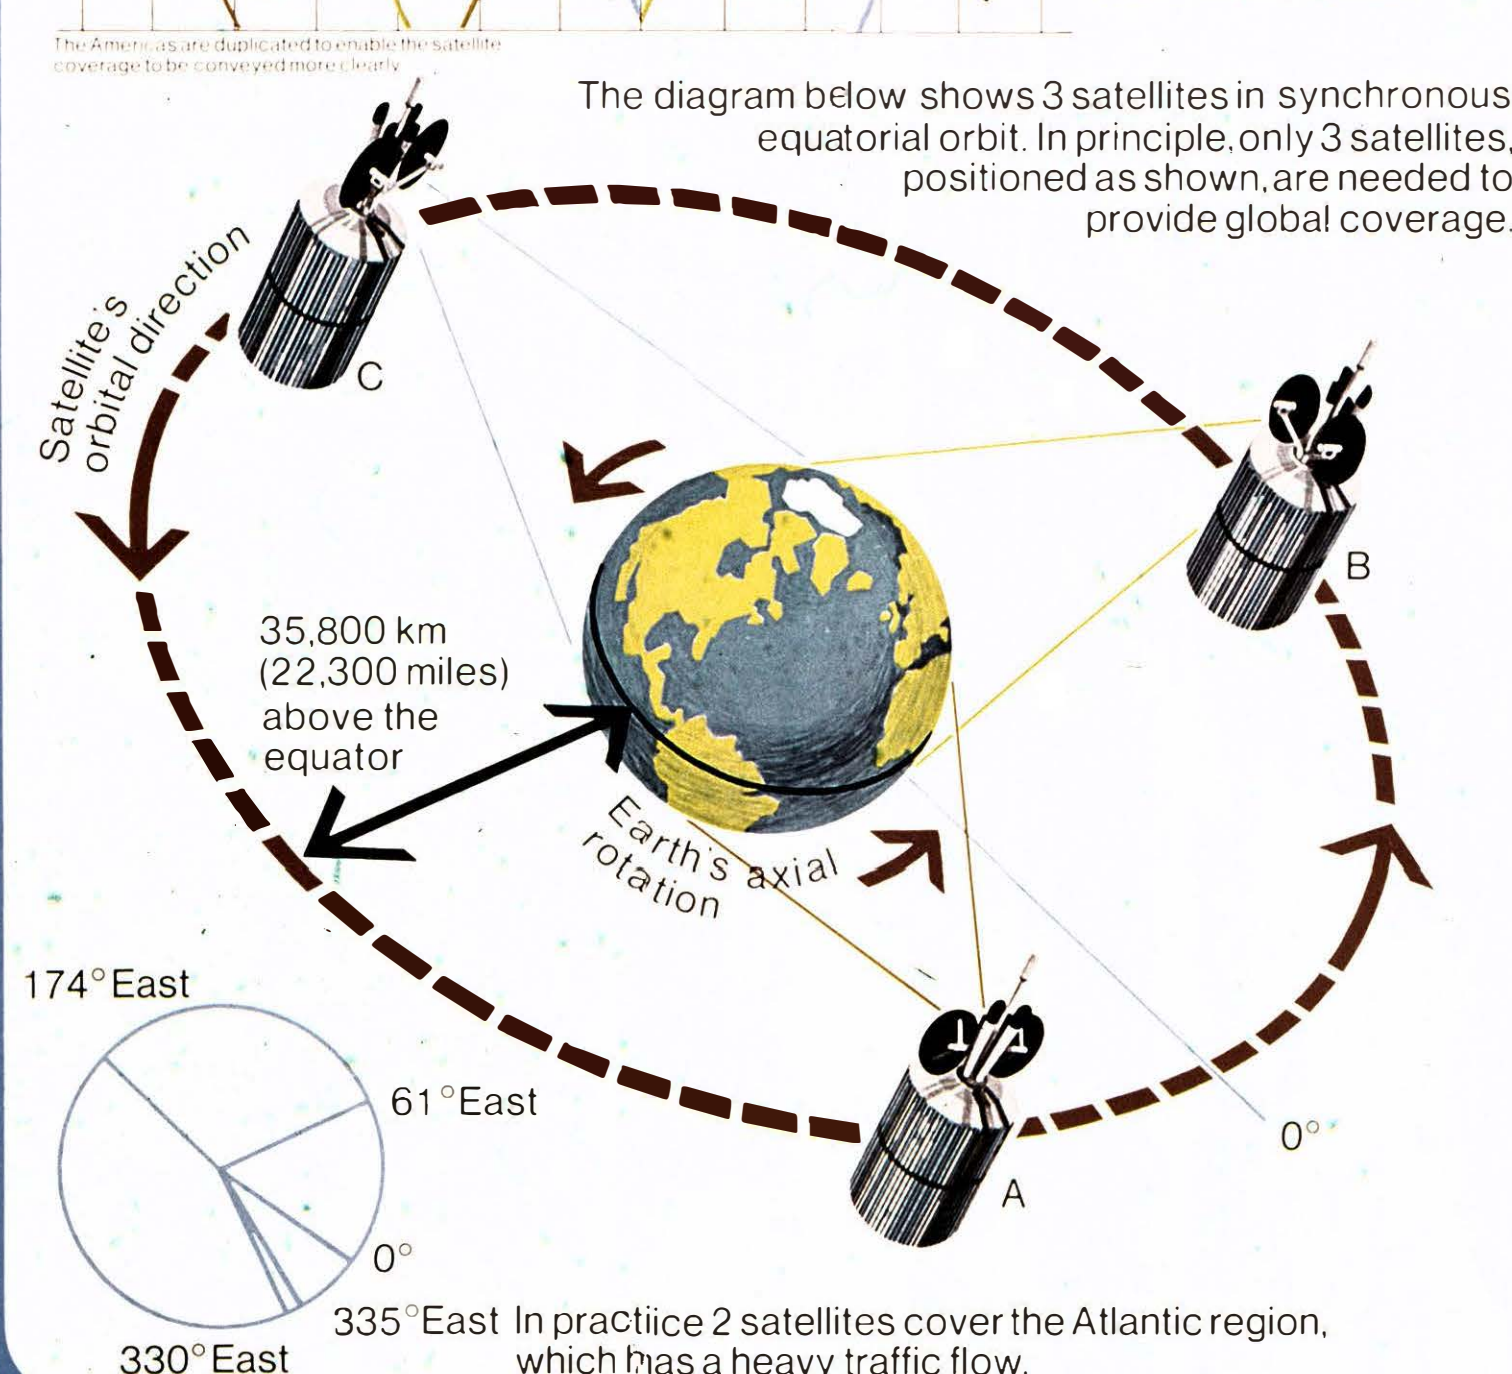 The Americas are duplicated to enable the satellite
coverage to be conveyed more clearly
The diagram below shows 3 satellites in synchronous
equatorial orbit. In principle, only 3 satellites,
positioned as shown, are needed to
provide global coverage.
Satellite's
orbital direction
C
B
35,800 km
(22,300 miles)
above the
equator
Earth's axial
rotation
174° East
61° East
0°
A
0°
335° East
330° East
In practiice 2 satellites cover the Atlantic region,
which has a heavy traffic flow.